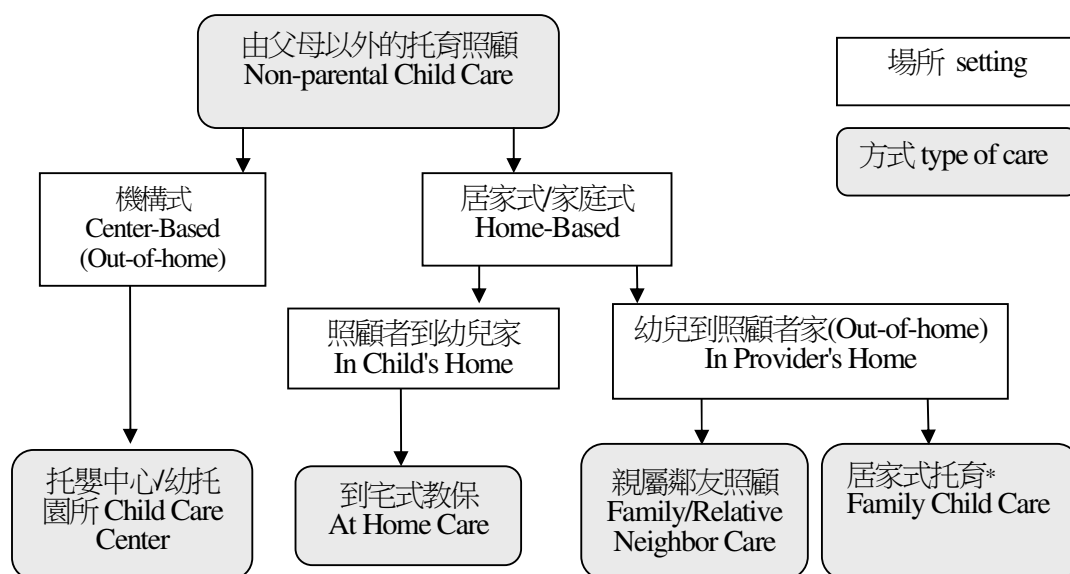 由父母以外的托育照顧
Non-parental Child Care
場所 setting
方式 type of care
機構式
Center-Based
(Out-of-home)
居家式/家庭式
Home-Based
照顧者到幼兒家
In Child's Home
幼兒到照顧者家(Out-of-home)
In Provider's Home
托嬰中心/幼托
園所 Child Care
Center
到宅式教保
At Home Care
親屬鄰友照顧
Family/Relative
Neighbor Care
居家式托育*
Family Child Care